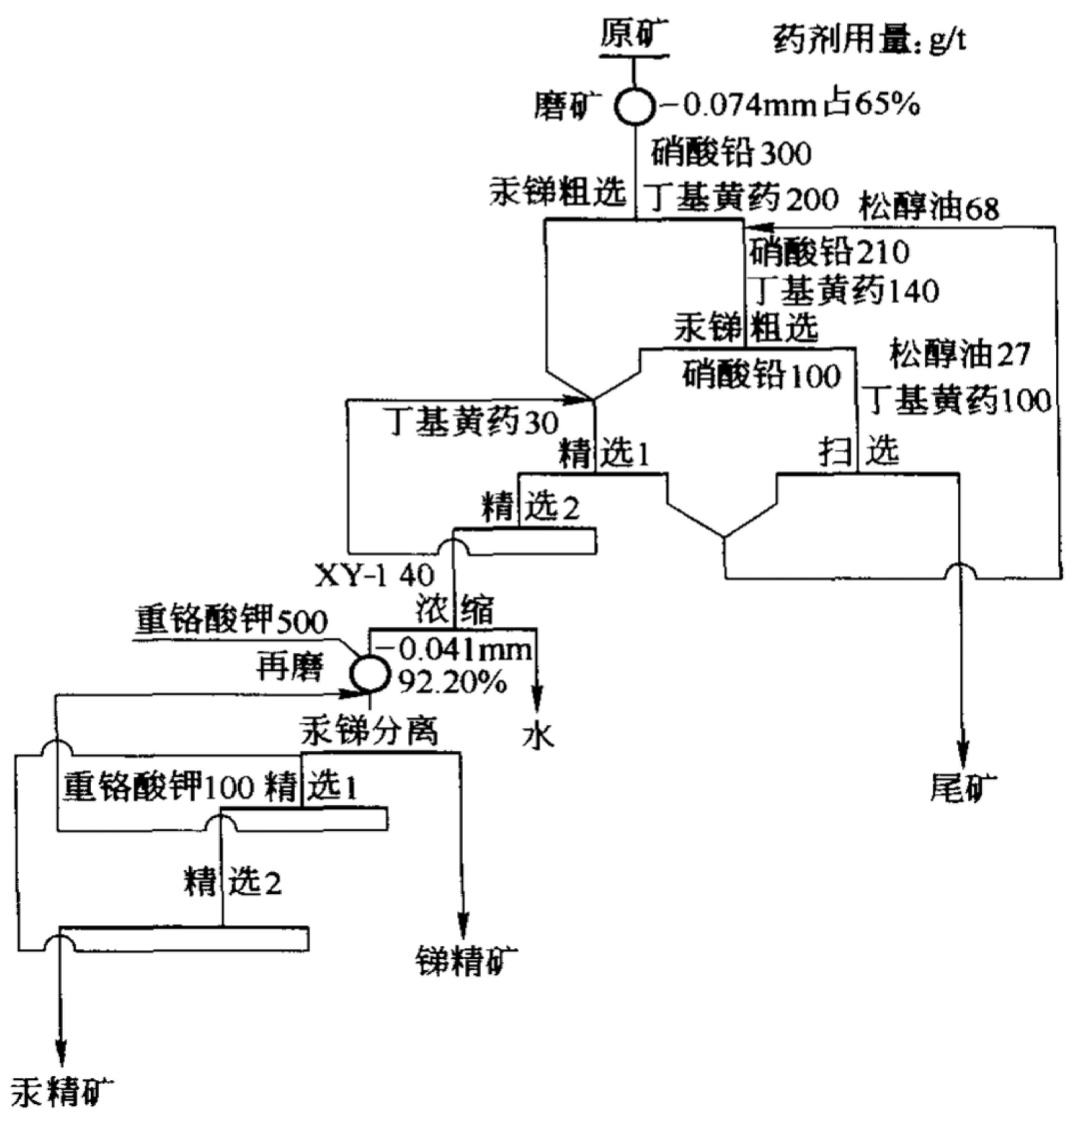 原矿
药剂用量:g/t
磨矿
-0.074mm占65%
硝酸铅300
汞锑粗选
丁基黄药200
松醇油68
硝酸铅210
丁基黄药140
汞锑粗选
松醇油27
硝酸铅100
丁基黄药100
丁基黄药30
精选1
扫选
精选2
XY-1 40
浓缩
重铬酸钾500
-0.041mm
再磨
92.20%
汞锑分离
水
重铬酸钾100
精选1
尾矿
精选2
锑精矿
汞精矿